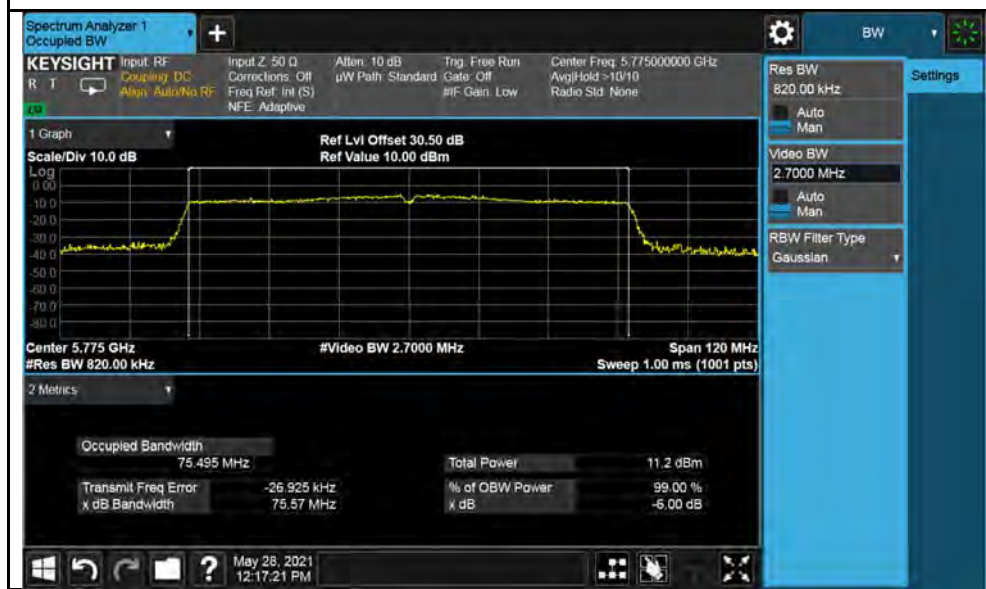 Spectrum Analyzer 1
Occupied BW
+
BW
KEYSIGHT
R T
Input: RF
Coupling: DC
Align: Auto/No RF
Input Z: 50 Ω
Corrections: Off
Freq Ref: Int (S)
NFE: Adaptive
Atten: 10 dB
µW Path: Standard
Trig: Free Run
Gate: Off
#IF Gain: Low
Center Freq: 5.775000000 GHz
Avg|Hold:>10/10
Radio Std: None
Res BW
820.00 kHz
Auto
Man
Settings
Video BW
2.7000 MHz
Auto
Man
RBW Filter Type
Gaussian
1 Graph
Scale/Div 10.0 dB
Ref Lvl Offset 30.50 dB
Ref Value 10.00 dBm
Log
0.00
-10.0
-20.0
-30.0
-40.0
-50.0
-60.0
-70.0
-80.0
Center 5.775 GHz
#Res BW 820.00 kHz
#Video BW 2.7000 MHz
Span 120 MHz
Sweep 1.00 ms (1001 pts)
2 Metrics
Occupied Bandwidth
75.495 MHz
Total Power 11.2 dBm
Transmit Freq Error -26.925 kHz
% of OBW Power 99.00 %
x dB Bandwidth 75.57 MHz
x dB -6.00 dB
?
May 28, 2021
12:17:21 PM